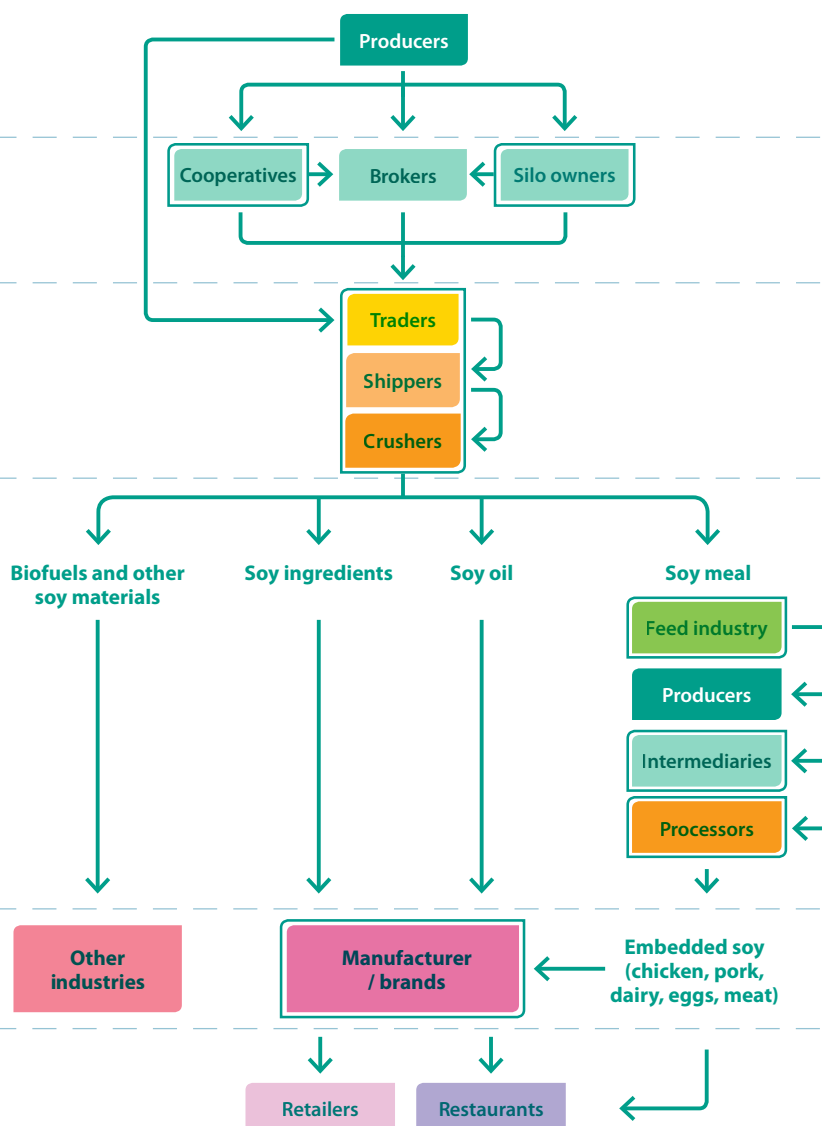 Producers
Cooperatives
Brokers
Silo owners
Traders
Shippers
Crushers
Biofuels and other
soy materials
Soy ingredients
Soy oil
Soy meal
Feed industry
Producers
Intermediaries
Processors
Other
industries
Manufacturer
/ brands
Embedded soy
(chicken, pork,
dairy, eggs, meat)
Retailers
Restaurants